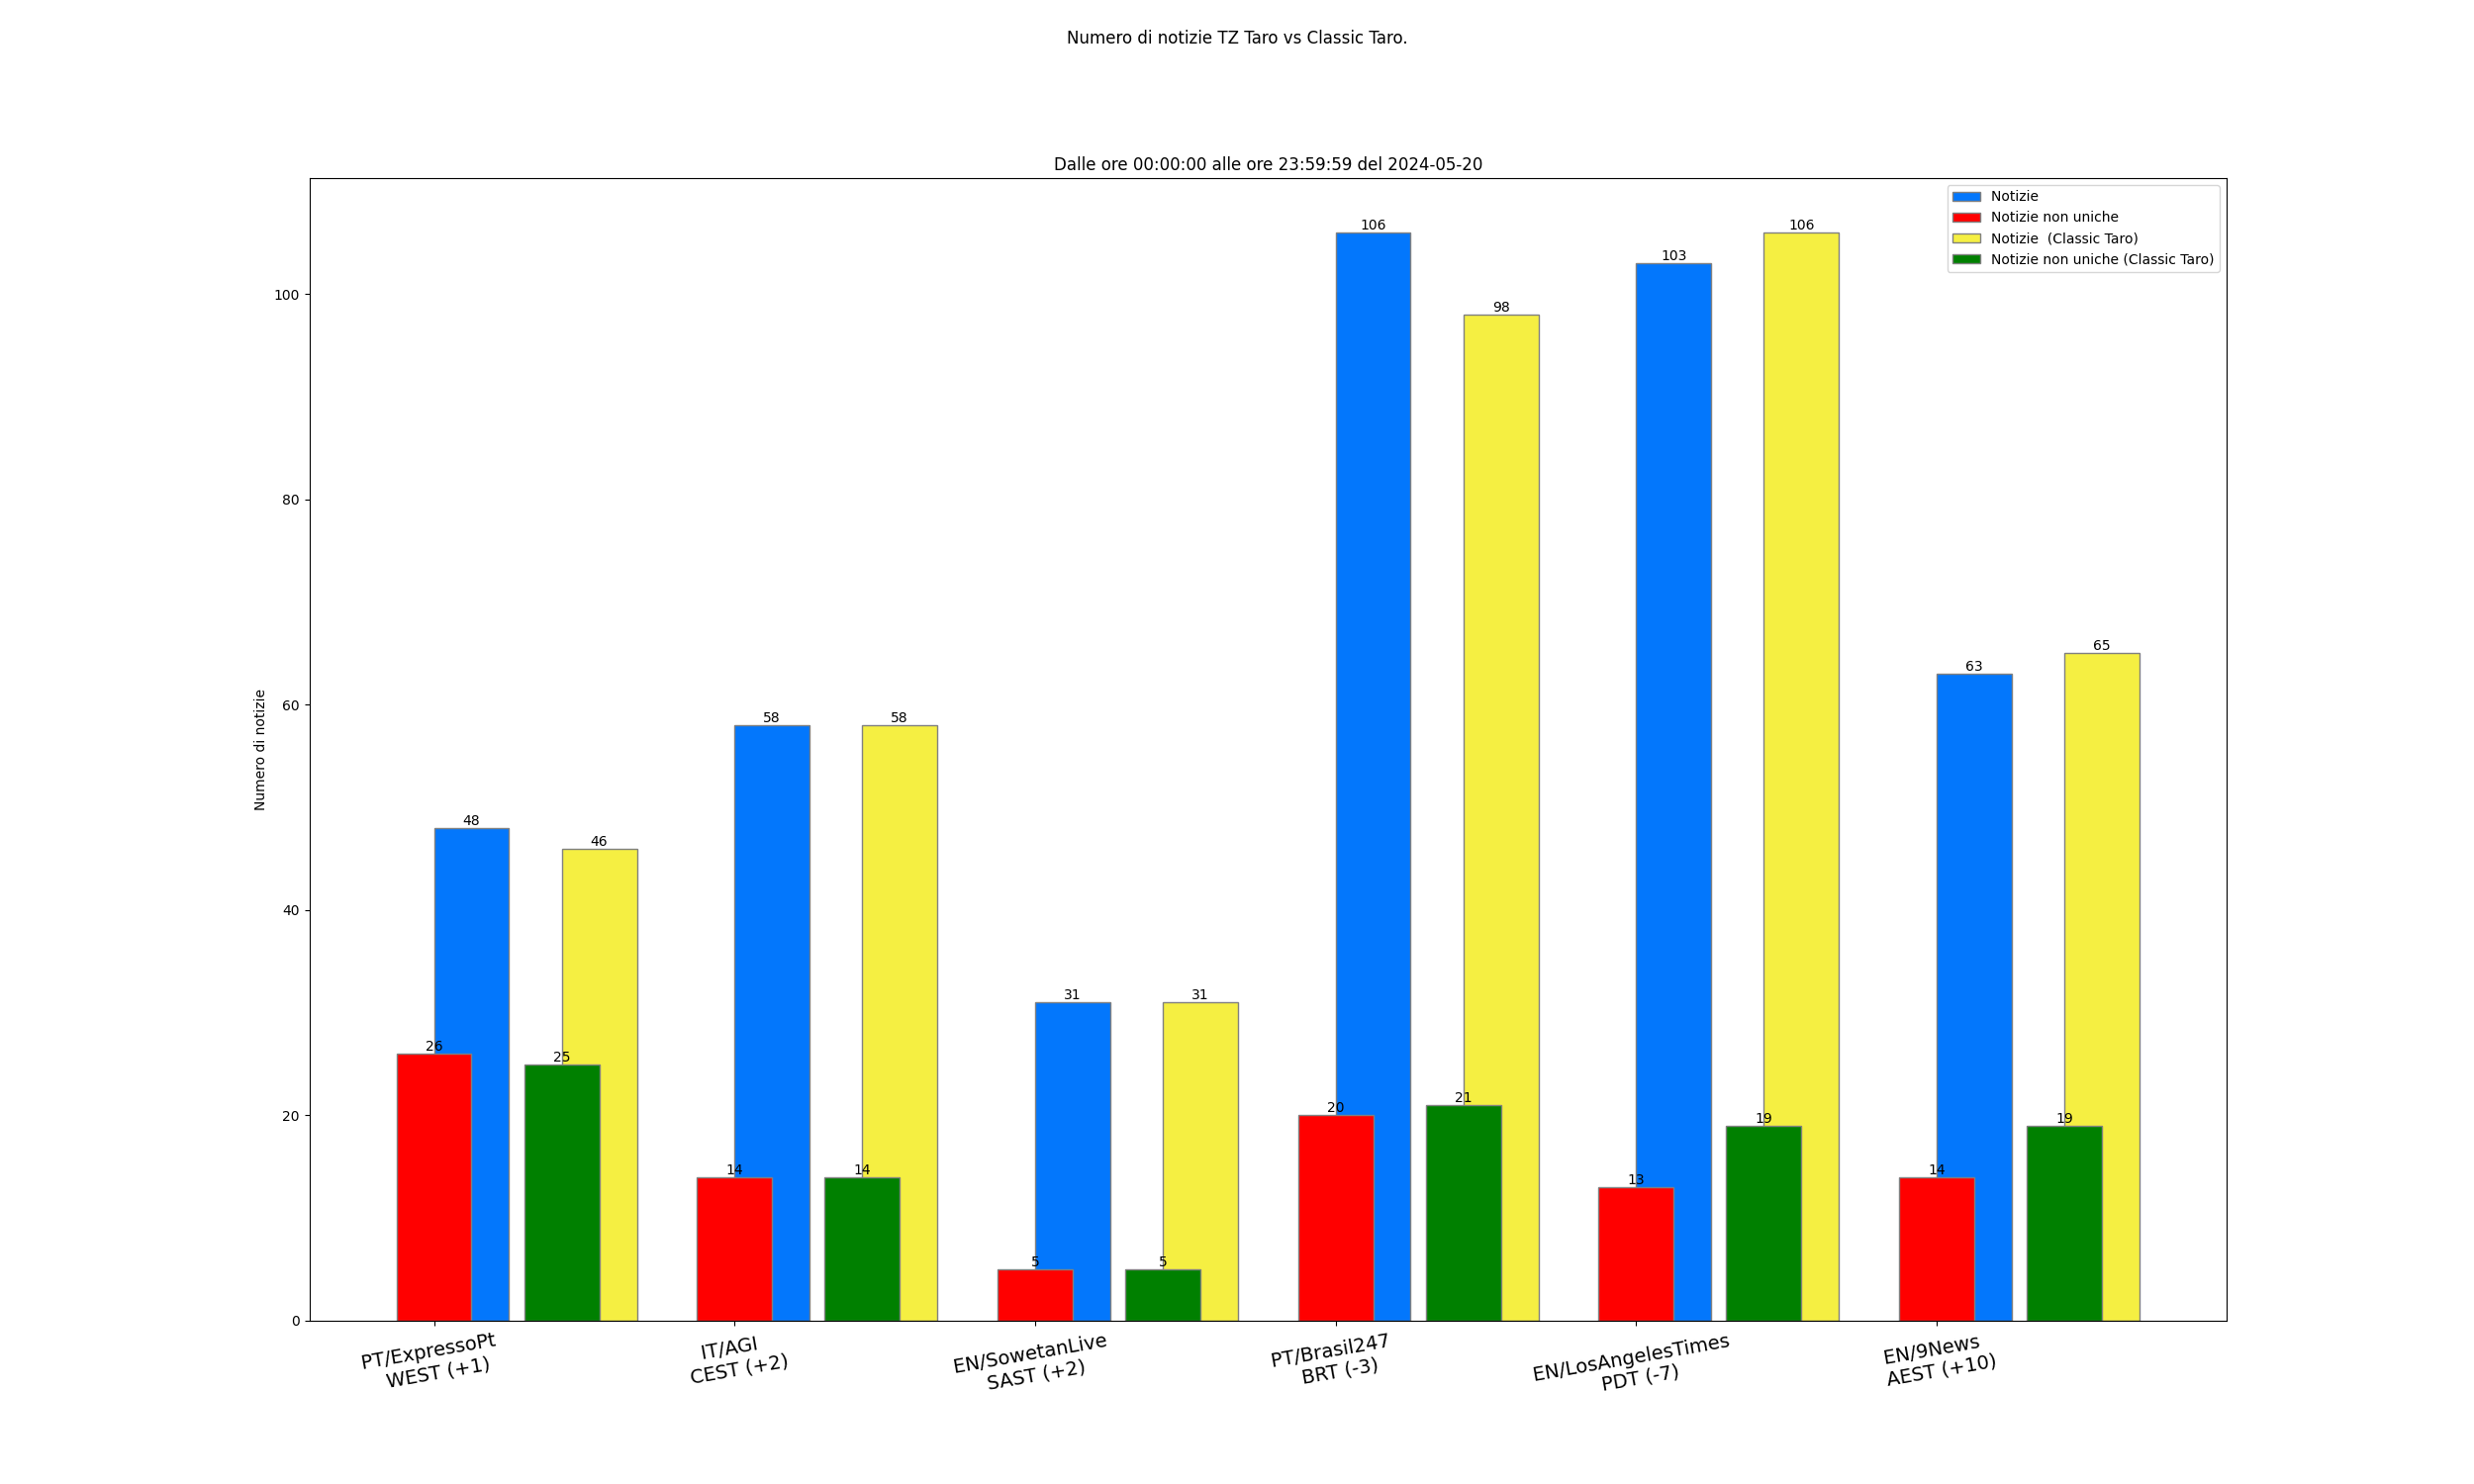 Numero di notizie TZ Taro vs Classic Taro.
Dalle ore 00:00:00 alle ore 23:59:59 del 2024-05-20
Notizie
Notizie non uniche
Notizie  (Classic Taro)
Notizie non uniche (Classic Taro)
Numero di notizie
100
80
60
40
20
0
48
46
26
25
58
58
14
14
31
31
5
5
106
98
20
21
103
106
13
19
63
65
14
19
PT/ExpressoPt
WEST (+1)
IT/AGI
CEST (+2)
EN/SowetanLive
SAST (+2)
PT/Brasil247
BRT (-3)
EN/LosAngelesTimes
PDT (-7)
EN/9News
AEST (+10)